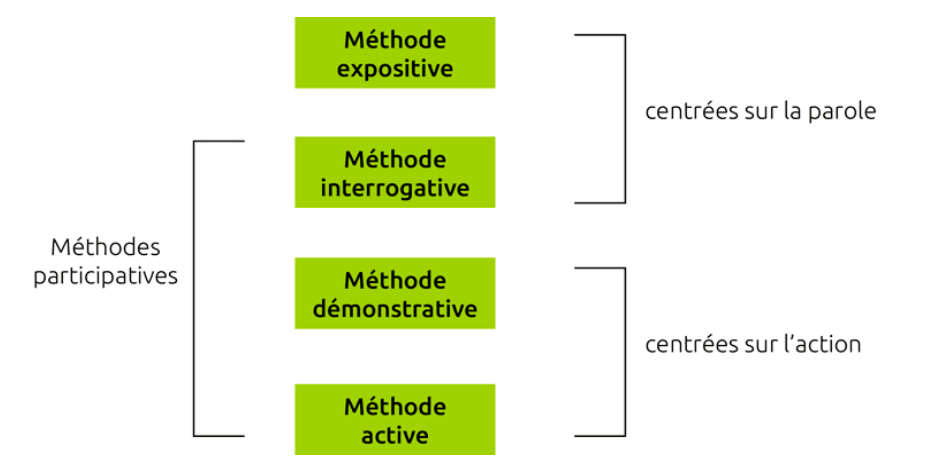 Méthode
expositive
centrées sur la parole
Méthode
interrogative
Méthodes
participatives
Méthode
démonstrative
centrées sur l’action
Méthode
active